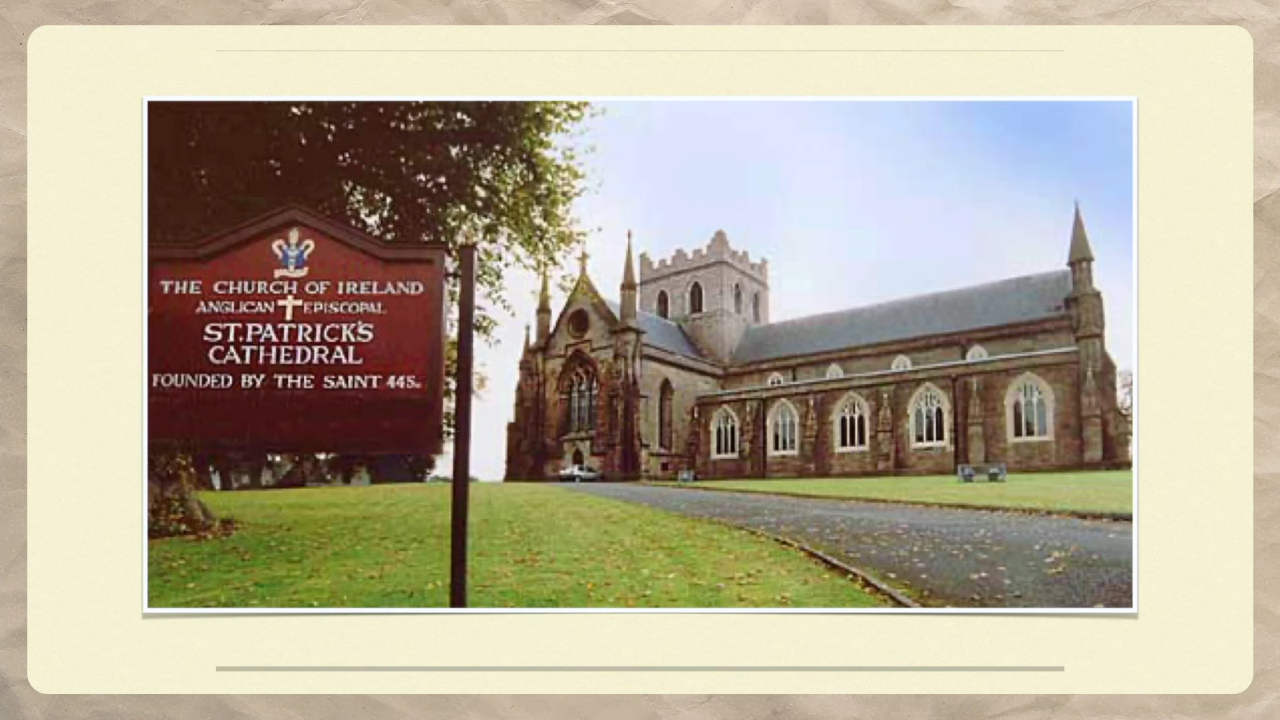 THE CHURCH OF IRELAND
ANGLICAN EPISCOPAL
ST. PATRICK'S
CATHEDRAL
FOUNDED BY THE SAINT 445.